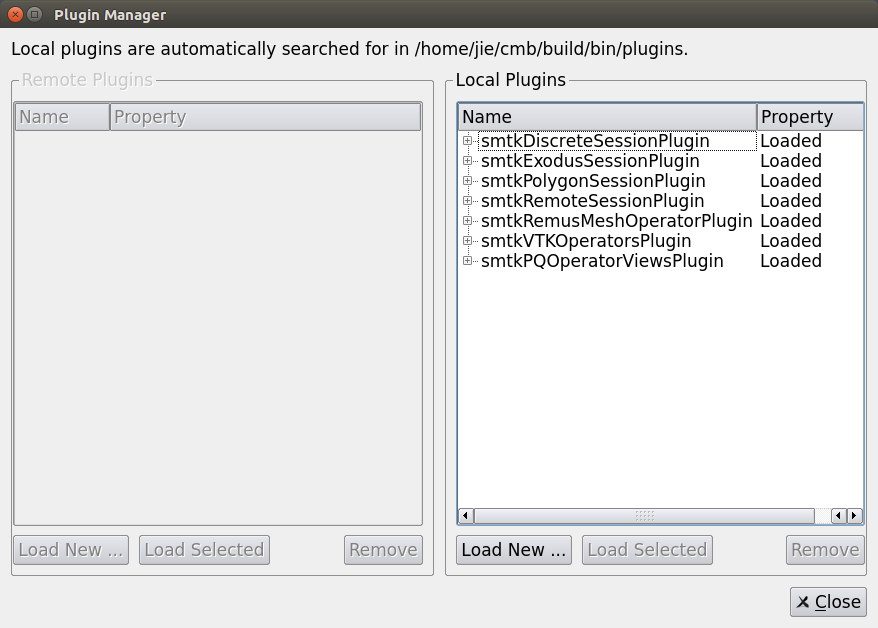 Plugin Manager
Local plugins are automatically searched for in /home/jie/cmb/build/bin/plugins.
Remote Plugins
Name Property
Load New ... Load Selected Remove
Local Plugins
Name Property
smtkDiscreteSessionPlugin Loaded
smtkExodusSessionPlugin Loaded
smtkPolygonSessionPlugin Loaded
smtkRemoteSessionPlugin Loaded
smtkRemusMeshOperatorPlugin Loaded
smtkVTKOperatorsPlugin Loaded
smtkPQOperatorViewsPlugin Loaded
Load New ... Load Selected Remove
Close